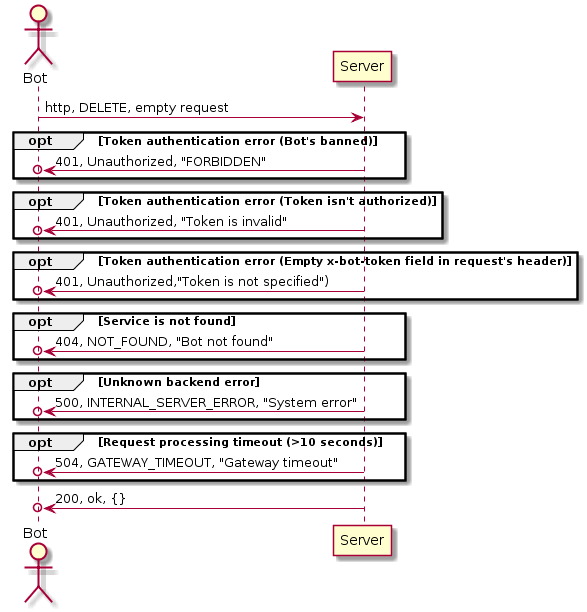 Bot
Server
http, DELETE, empty request
opt [Token authentication error (Bot's banned)]
401, Unauthorized, "FORBIDDEN"
opt [Token authentication error (Token isn't authorized)]
401, Unauthorized, "Token is invalid"
opt [Token authentication error (Empty x-bot-token field in request's header)]
401, Unauthorized,"Token is not specified")
opt [Service is not found]
404, NOT_FOUND, "Bot not found"
opt [Unknown backend error]
500, INTERNAL_SERVER_ERROR, "System error"
opt [Request processing timeout (>10 seconds)]
504, GATEWAY_TIMEOUT, "Gateway timeout"
200, ok, {}
Bot
Server